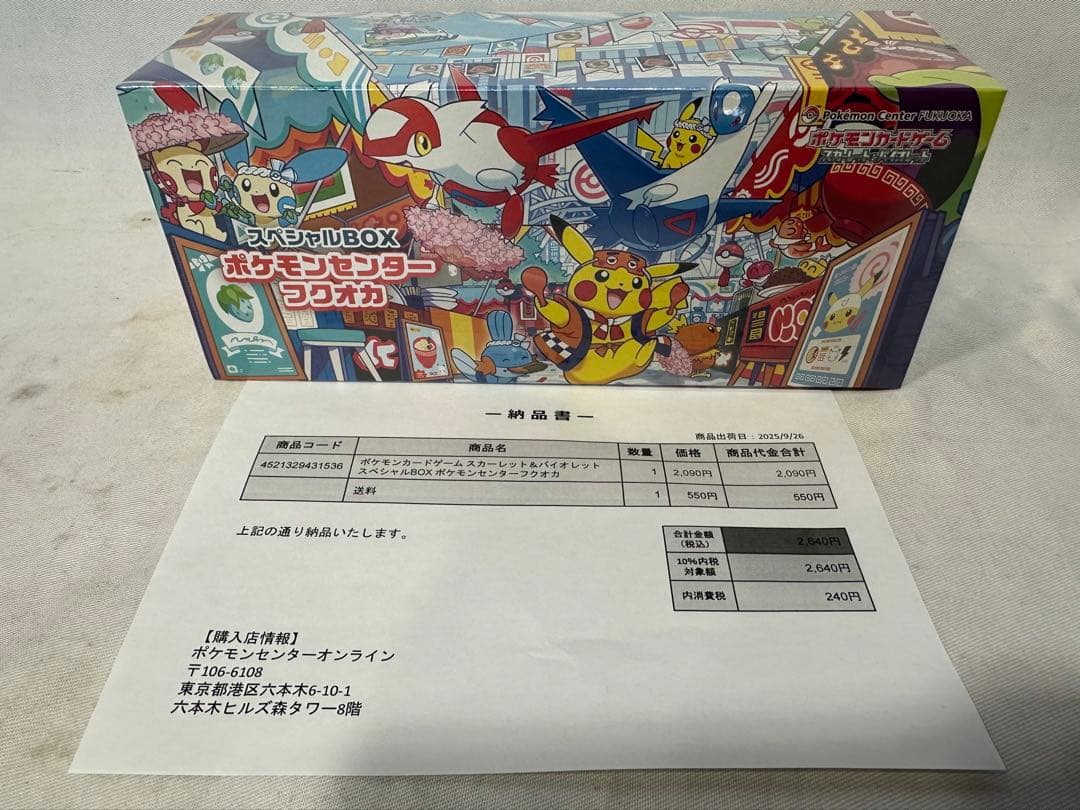 Pokémon Center FUKUOKA
ポケモンカードゲーム
スカーレット&バイオレット
スペシャルBOX
ポケモンセンター
フクオカ
―納品書―
商品出荷日：2025/9/26
商品コード 商品名 数量 価格 商品代金合計
4521329431536 ポケモンカードゲーム スカーレット＆バイオレット
スペシャルBOX ポケモンセンターフクオカ 1 2,090円 2,090円
送料 1 550円 550円
上記の通り納品いたします。
合計金額
（税込） 2,640円
10%内税
対象額 2,640円
内消費税 240円
【購入店情報】
ポケモンセンターオンライン
〒106-6108
東京都港区六本木6-10-1
六本木ヒルズ森タワー8階